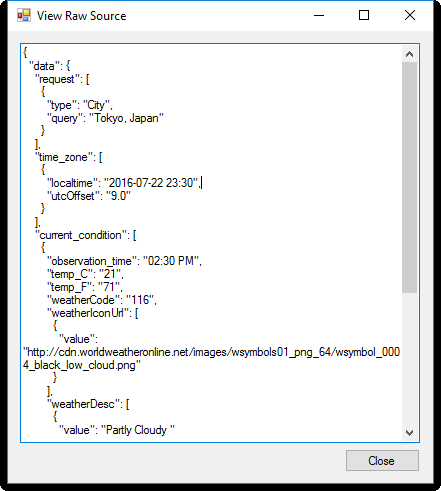 View Raw Source
{
  "data": {
    "request": [
      {
        "type": "City",
        "query": "Tokyo, Japan"
      }
    ],
    "time_zone": [
      {
        "localtime": "2016-07-22 23:30",
        "utcOffset": "9.0"
      }
    ],
    "current_condition": [
      {
        "observation_time": "02:30 PM",
        "temp_C": "21",
        "temp_F": "71",
        "weatherCode": "116",
        "weatherIconUrl": [
          {
            "value":
"http://cdn.worldweatheronline.net/images/wsymbols01_png_64/wsymbol_000
4_black_low_cloud.png"
          }
        ],
        "weatherDesc": [
          {
            "value": "Partly Cloudy "
Close